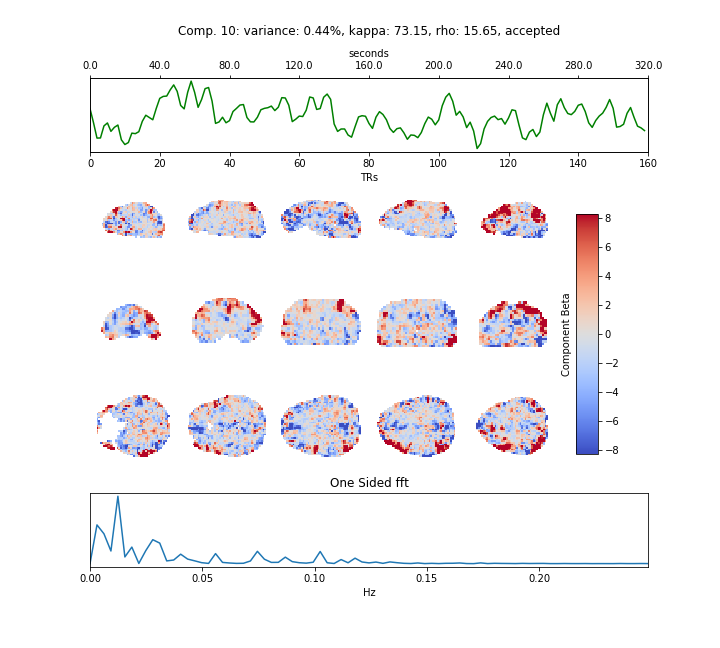 Comp. 10: variance: 0.44%, kappa: 73.15, rho: 15.65, accepted
seconds
0.0 40.0 80.0 120.0 160.0 200.0 240.0 280.0 320.0
0 20 40 60 80 100 120 140 160
TRs
8
6
4
2
0
−2
−4
−6
−8
Component Beta
One Sided fft
0.00 0.05 0.10 0.15 0.20
Hz